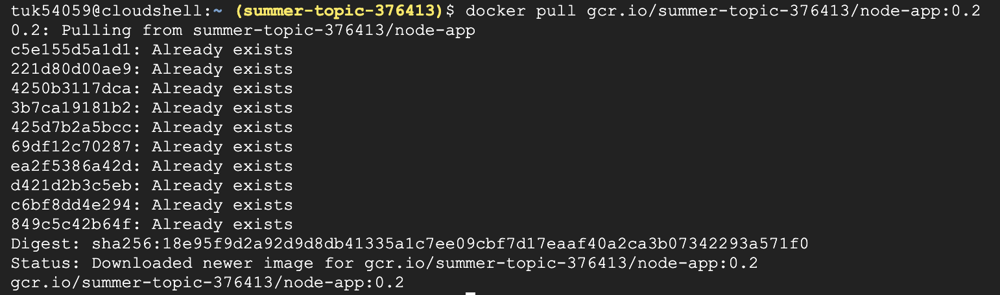 tuk54059@cloudshell:~ (summer-topic-376413)$ docker pull gcr.io/summer-topic-376413/node-app:0.2
0.2: Pulling from summer-topic-376413/node-app
c5e155d5a1d1: Already exists
221d80d00ae9: Already exists
4250b3117dca: Already exists
3b7ca19181b2: Already exists
425d7b2a5bcc: Already exists
69df12c70287: Already exists
ea2f5386a42d: Already exists
d421d2b3c5eb: Already exists
c6bf8dd4e294: Already exists
849c5c42b64f: Already exists
Digest: sha256:18e95f9d2a92d9d8db41335a1c7ee09cbf7d17eaaf40a2ca3b07342293a571f0
Status: Downloaded newer image for gcr.io/summer-topic-376413/node-app:0.2
gcr.io/summer-topic-376413/node-app:0.2